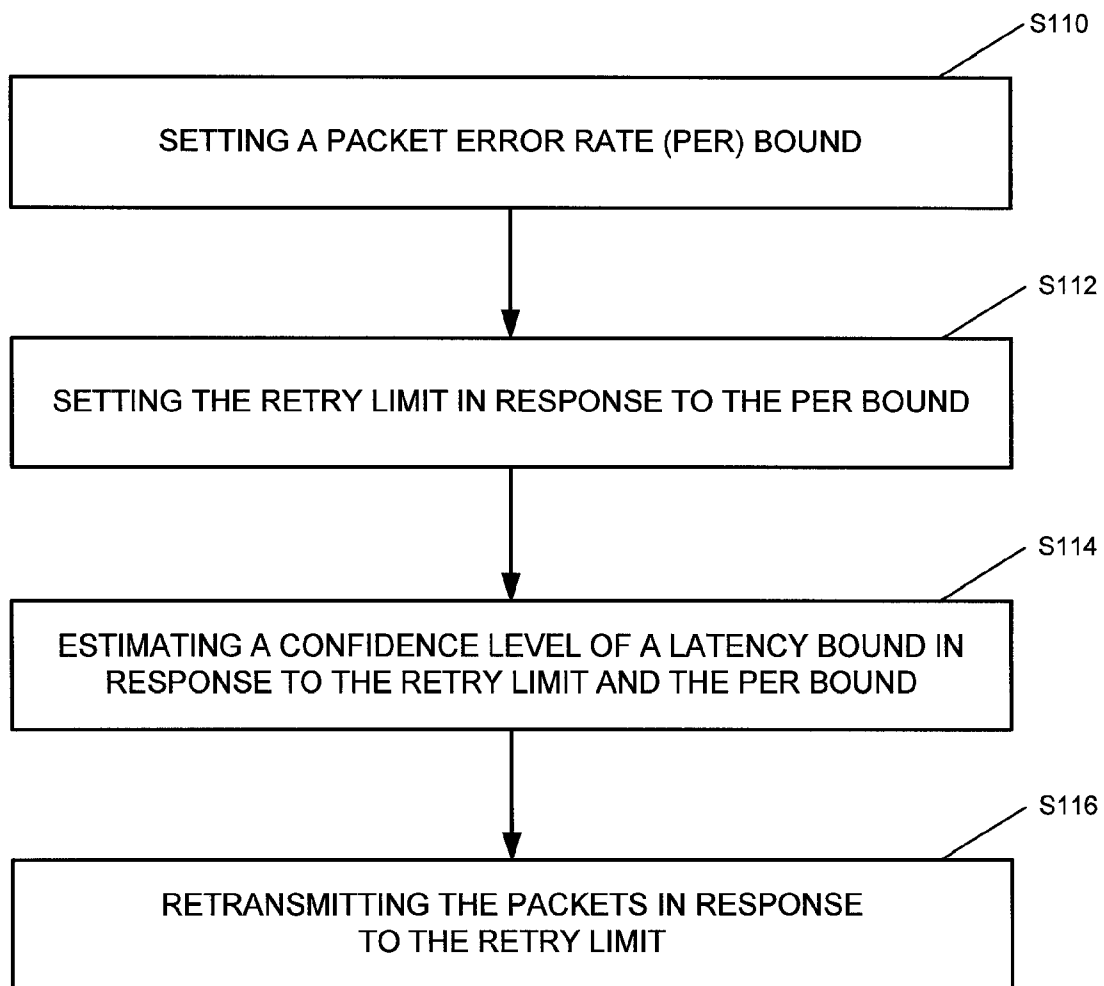 S110
SETTING A PACKET ERROR RATE (PER) BOUND
S112
SETTING THE RETRY LIMIT IN RESPONSE TO THE PER BOUND
S114
ESTIMATING A CONFIDENCE LEVEL OF A LATENCY BOUND IN
RESPONSE TO THE RETRY LIMIT AND THE PER BOUND
S116
RETRANSMITTING THE PACKETS IN RESPONSE
TO THE RETRY LIMIT